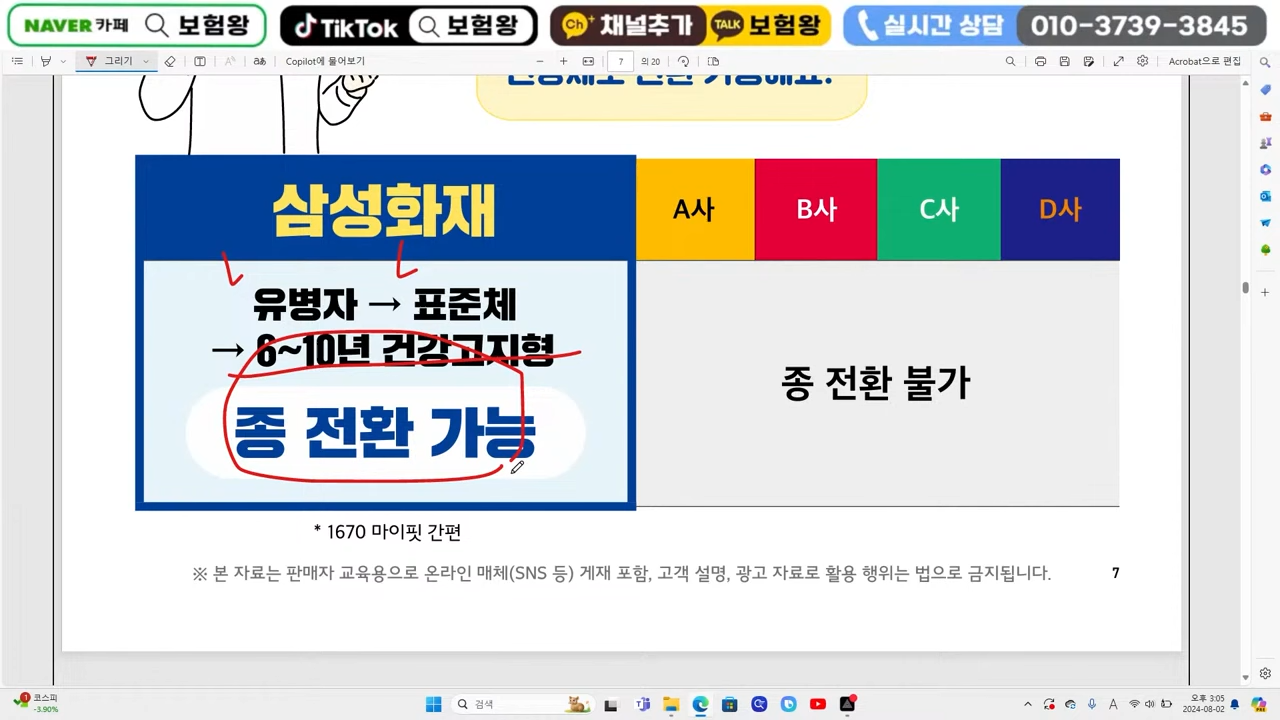 NAVER 카페 보험왕 TikTok 보험왕 Ch+ 채널추가 TALK 보험왕 실시간 상담 010-3739-3845
그리기 Copilot에 물어보기 7 의 20 Acrobat으로 편집
삼성화재 A사 B사 C사 D사
유병자 → 표준체
→ 6~10년 건강고지형
종 전환 가능
종 전환 불가
* 1670 마이핏 간편
※ 본 자료는 판매자 교육용으로 온라인 매체(SNS 등) 게재 포함, 고객 설명, 광고 자료로 활용 행위는 법으로 금지됩니다. 7
코스피
-3.90%
검색
오후 3:05
2024-08-02